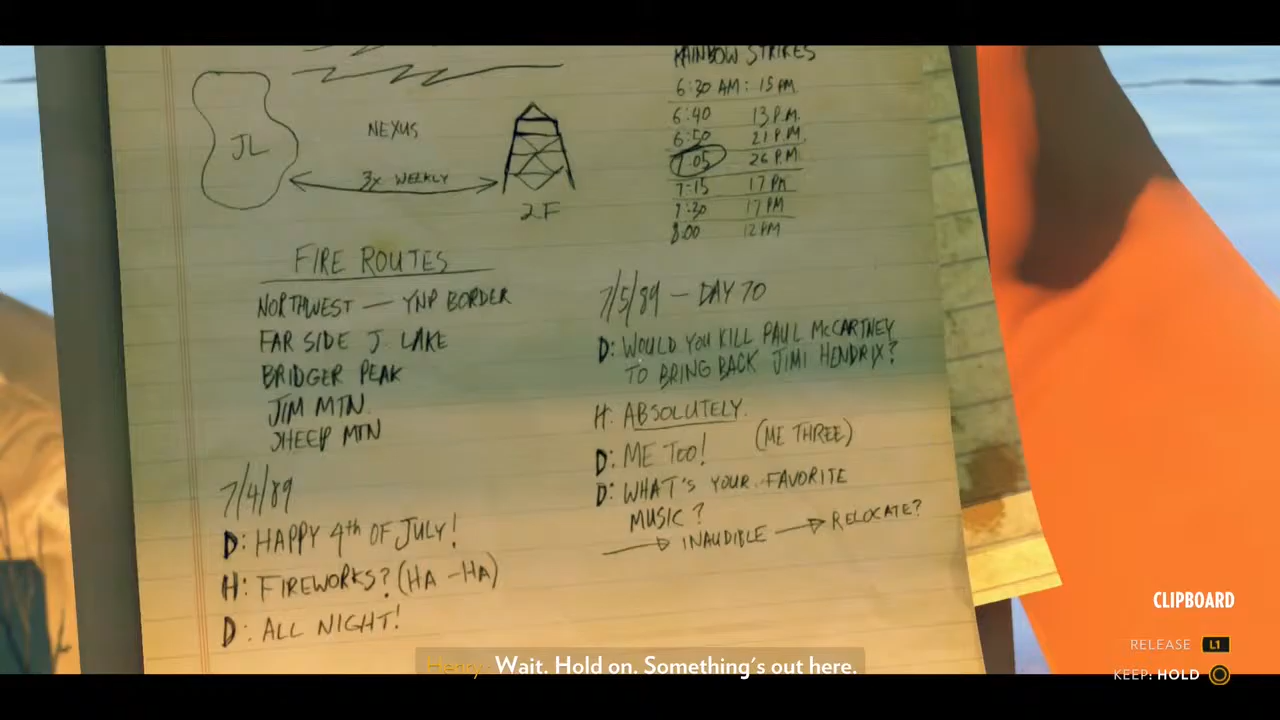 JL
NEXUS
3X WEEKLY
2F
RAINBOW STRIKES
6:30 AM: 15 PM
6:40 13 P.M.
6:50 21 P.M.
7:05 26 P.M
7:15 17 PM
7:30 17 PM
8:00 12 PM
FIRE ROUTES
NORTHWEST — YNP BORDER
FAR SIDE J. LAKE
BRIDGER PEAK
JIM MTN.
SHEEP MTN
7/4/89
D: HAPPY 4th OF JULY!
H: FIREWORKS? (HA-HA)
D: ALL NIGHT!
7/5/89 — DAY 70
D: WOULD YOU KILL PAUL McCARTNEY
TO BRING BACK JIMI HENDRIX?
H: ABSOLUTELY.
D: ME TOO! (ME THREE)
D: WHAT'S YOUR FAVORITE
MUSIC?
→ INAUDIBLE → RELOCATE?
CLIPBOARD
RELEASE L1
KEEP: HOLD
Henry: Wait. Hold on. Something's out here.